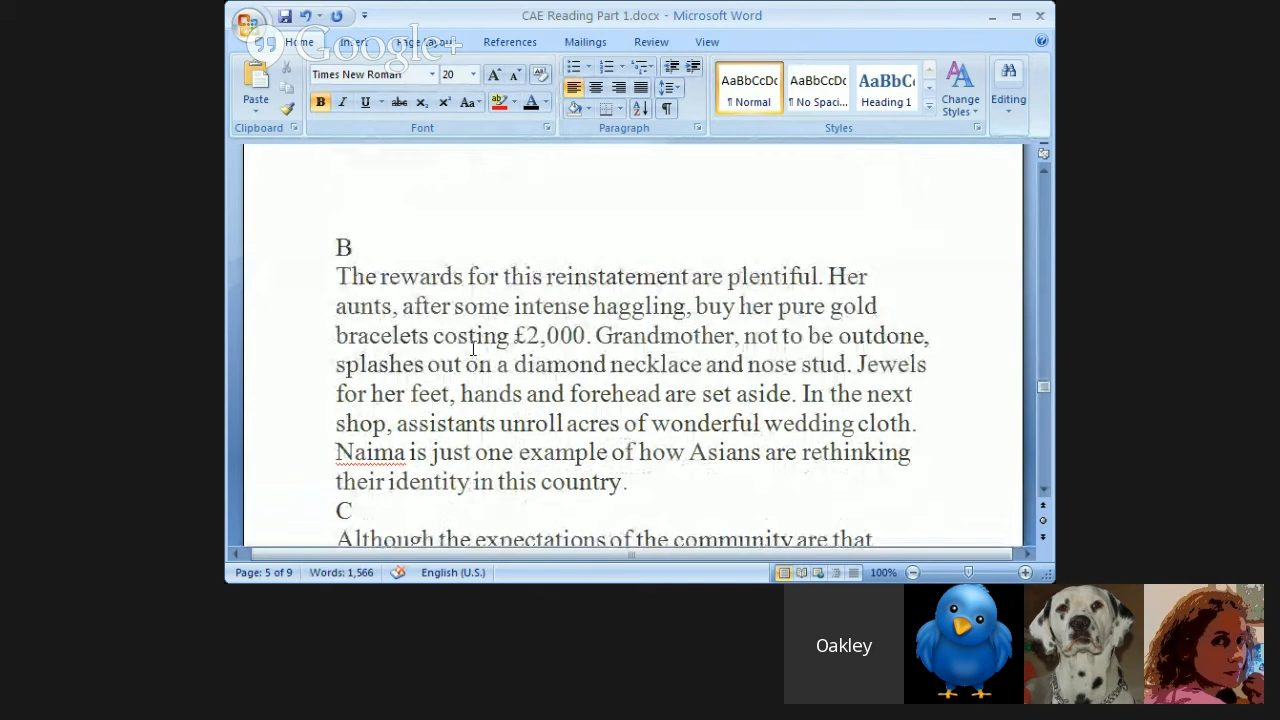 CAE Reading Part 1.docx - Microsoft Word
Google+
Home Insert Page Layout References Mailings Review View
Times New Roman 20
AaBbCcDc AaBbCcDc AaBbC
Paste
¶ Normal ¶ No Spaci... Heading 1 Change Styles Editing
Clipboard Font Paragraph Styles
B
The rewards for this reinstatement are plentiful. Her
aunts, after some intense haggling, buy her pure gold
bracelets costing £2,000. Grandmother, not to be outdone,
splashes out on a diamond necklace and nose stud. Jewels
for her feet, hands and forehead are set aside. In the next
shop, assistants unroll acres of wonderful wedding cloth.
Naima is just one example of how Asians are rethinking
their identity in this country.
C
Although the expectations of the community are that
Page: 5 of 9 Words: 1,566 English (U.S.) 100%
Oakley